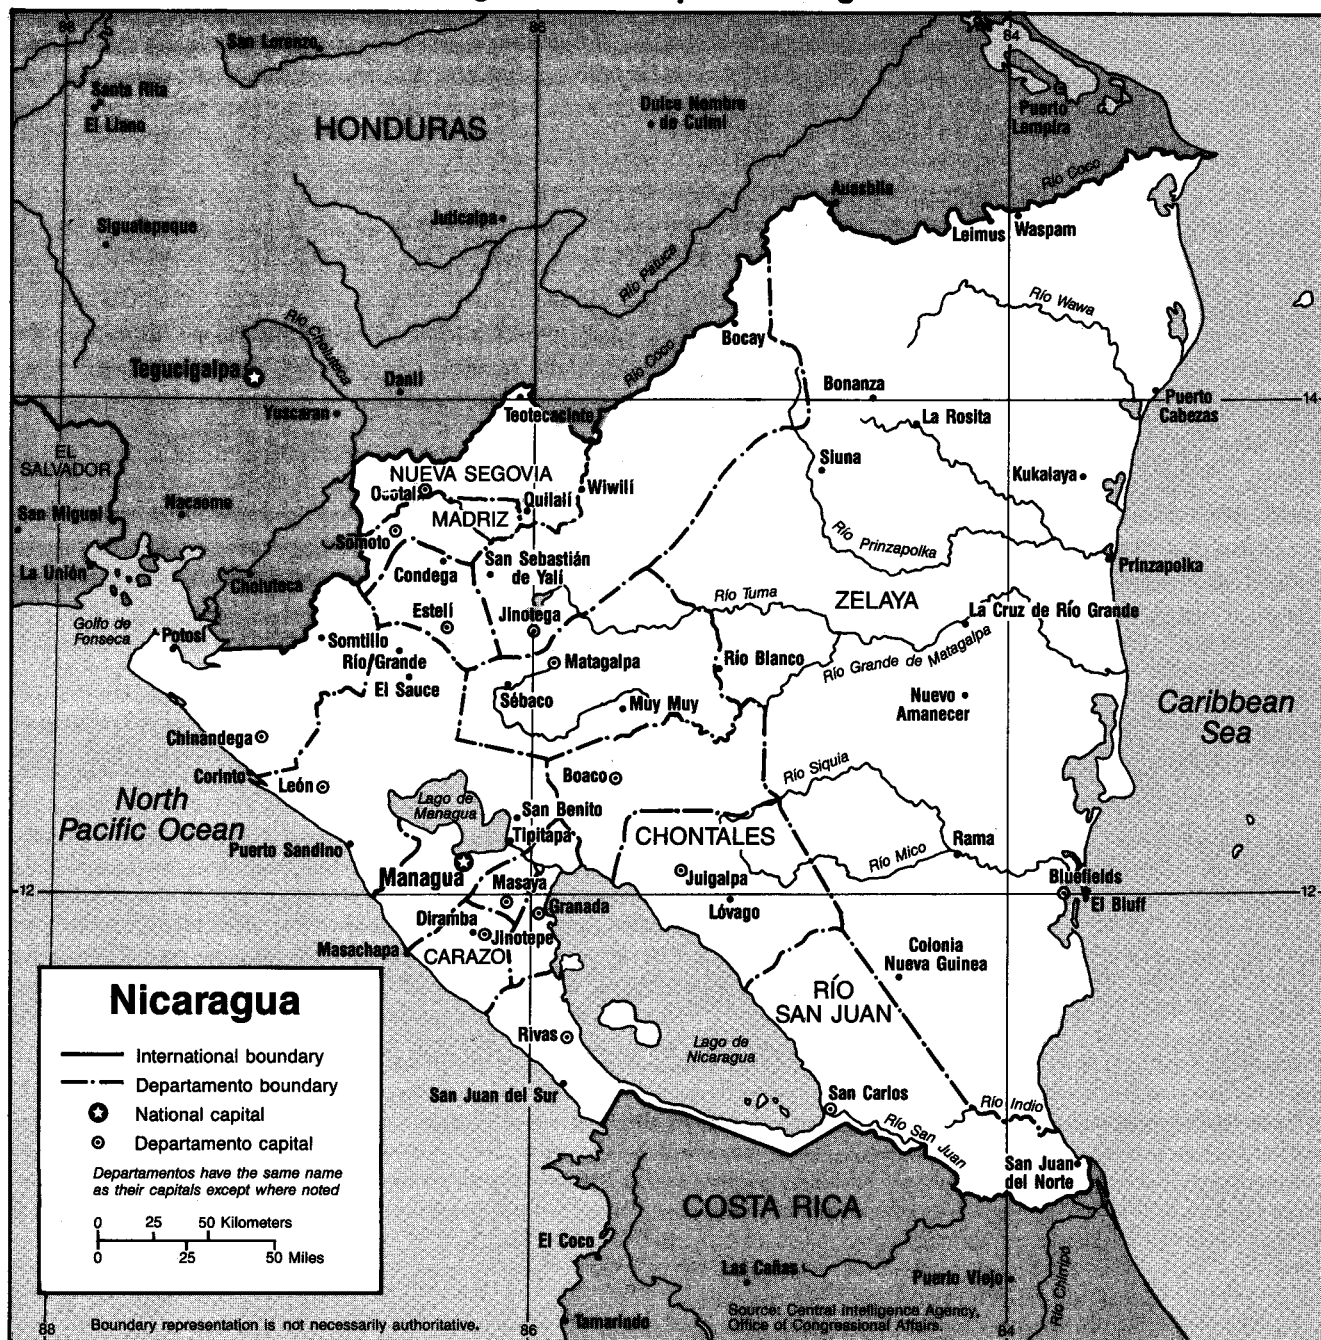 88
86
84
San Lorenzo
Santa Rita
El Llano
Dulce Nombre
de Culmí
Puerto
Lempira
HONDURAS
Río Coco
Auasbila
Siguatepeque
Juticalpa
Leimus
Waspam
Río Patuca
Río Wawa
Río Choluteca
Bocay
Río Coco
Tegucigalpa
Danlí
Bonanza
Puerto
Cabezas
14
Yuscarán
Teotecacinte
La Rosita
EL
SALVADOR
NUEVA SEGOVIA
Siuna
Kukalaya
Ocotal
Quilalí
Wiwilí
Nacaome
San Miguel
MADRIZ
Somoto
Río Prinzapolka
San Sebastián
de Yalí
Prinzapolka
La Unión
Condega
Choluteca
Río Tuma
ZELAYA
La Cruz de Río Grande
Estelí
Jinotega
Golfo de
Fonseca
Potosí
Somtillo
Río Grande
Matagalpa
Río Blanco
Río Grande de Matagalpa
El Sauce
Sébaco
Muy Muy
Nuevo
Amanecer
Caribbean
Sea
Chinandega
Corinto
León
Boaco
Río Siquia
North
Pacific Ocean
Lago de
Managua
San Benito
Tipitapa
CHONTALES
Rama
Puerto Sandino
Río Mico
Managua
Masaya
Juigalpa
Bluefields
12
12
El Bluff
Granada
Lóvago
Diramba
Jinotepe
Masachapa
CARAZO
Colonia
Nueva Guinea
RÍO
SAN JUAN
Rivas
Lago de
Nicaragua
San Juan del Sur
San Carlos
Río Indio
Río San Juan
San Juan
del Norte
COSTA RICA
El Coco
Las Cañas
Puerto Viejo
Río Chirripó
Tamarindo
Nicaragua
International boundary
Departamento boundary
National capital
Departamento capital
Departamentos have the same name
as their capitals except where noted
0 25 50 Kilometers
0 25 50 Miles
Source: Central Intelligence Agency,
Office of Congressional Affairs.
88
Boundary representation is not necessarily authoritative.
86
84